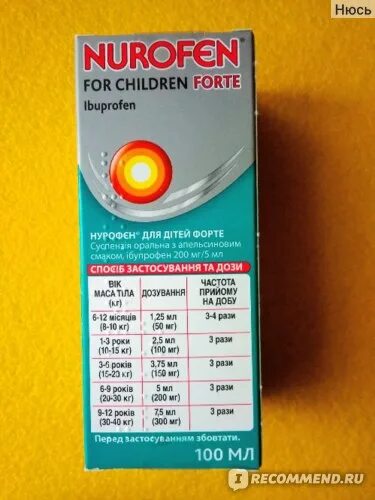 Нюсь
NUROFEN®
FOR CHILDREN FORTE
Ibuprofen
НУРОФЄН® ДЛЯ ДІТЕЙ ФОРТЕ
Суспензія оральна з апельсиновим
смаком, ібупрофен 200 мг/5 мл
СПОСІБ ЗАСТОСУВАННЯ ТА ДОЗИ
ВІК МАСА ТІЛА (кг) ДОЗУВАННЯ ЧАСТОТА ПРИЙОМУ НА ДОБУ
6-12 місяців (8-10 кг) 1,25 мл (50 мг) 3-4 рази
1-3 роки (10-15 кг) 2,5 мл (100 мг) 3 рази
3-6 років (15-20 кг) 3,75 мл (150 мг) 3 рази
6-9 років (20-30 кг) 5 мл (200 мг) 3 рази
9-12 років (30-40 кг) 7,5 мл (300 мг) 3 рази
Перед застосуванням збовтати.
100 МЛ
IRECOMMEND.RU